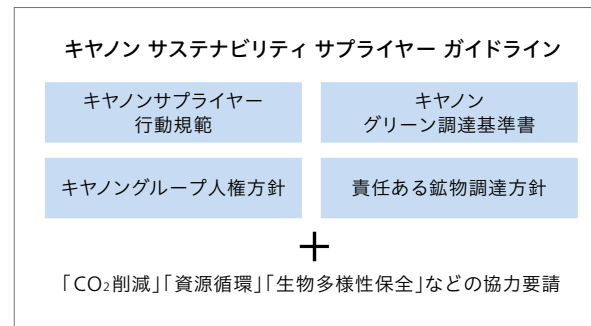 キヤノン サステナビリティ サプライヤー ガイドライン
キヤノンサプライヤー
行動規範
キヤノン
グリーン調達基準書
キヤノングループ人権方針
責任ある鉱物調達方針
+
「CO₂削減」「資源循環」「生物多様性保全」などの協力要請